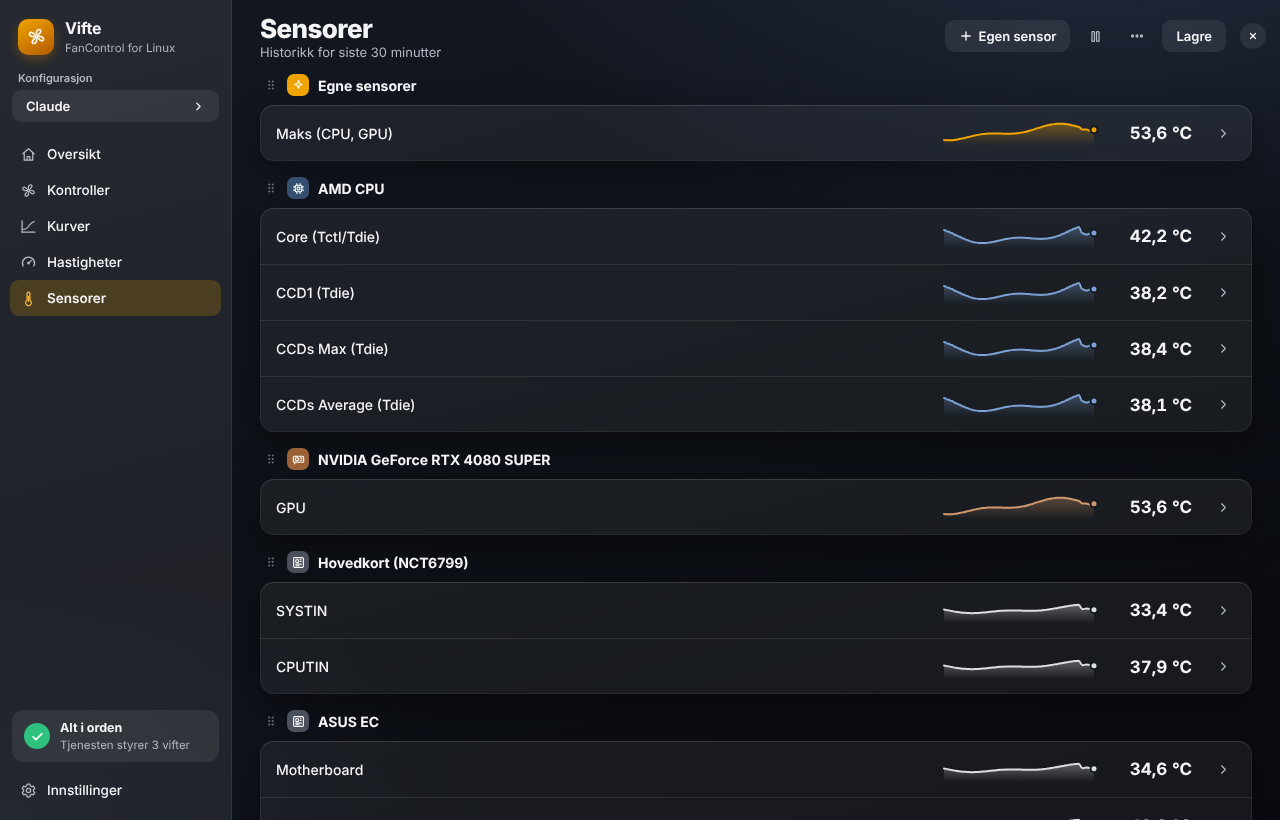 Vifte
FanControl for Linux
Konfigurasjon
Claude
Oversikt
Kontroller
Kurver
Hastigheter
Sensorer
Alt i orden
Tjenesten styrer 3 vifter
Innstillinger
Sensorer
Historikk for siste 30 minutter
Egen sensor
Lagre
Egne sensorer
Maks (CPU, GPU) 53,6 °C
AMD CPU
Core (Tctl/Tdie) 42,2 °C
CCD1 (Tdie) 38,2 °C
CCDs Max (Tdie) 38,4 °C
CCDs Average (Tdie) 38,1 °C
NVIDIA GeForce RTX 4080 SUPER
GPU 53,6 °C
Hovedkort (NCT6799)
SYSTIN 33,4 °C
CPUTIN 37,9 °C
ASUS EC
Motherboard 34,6 °C